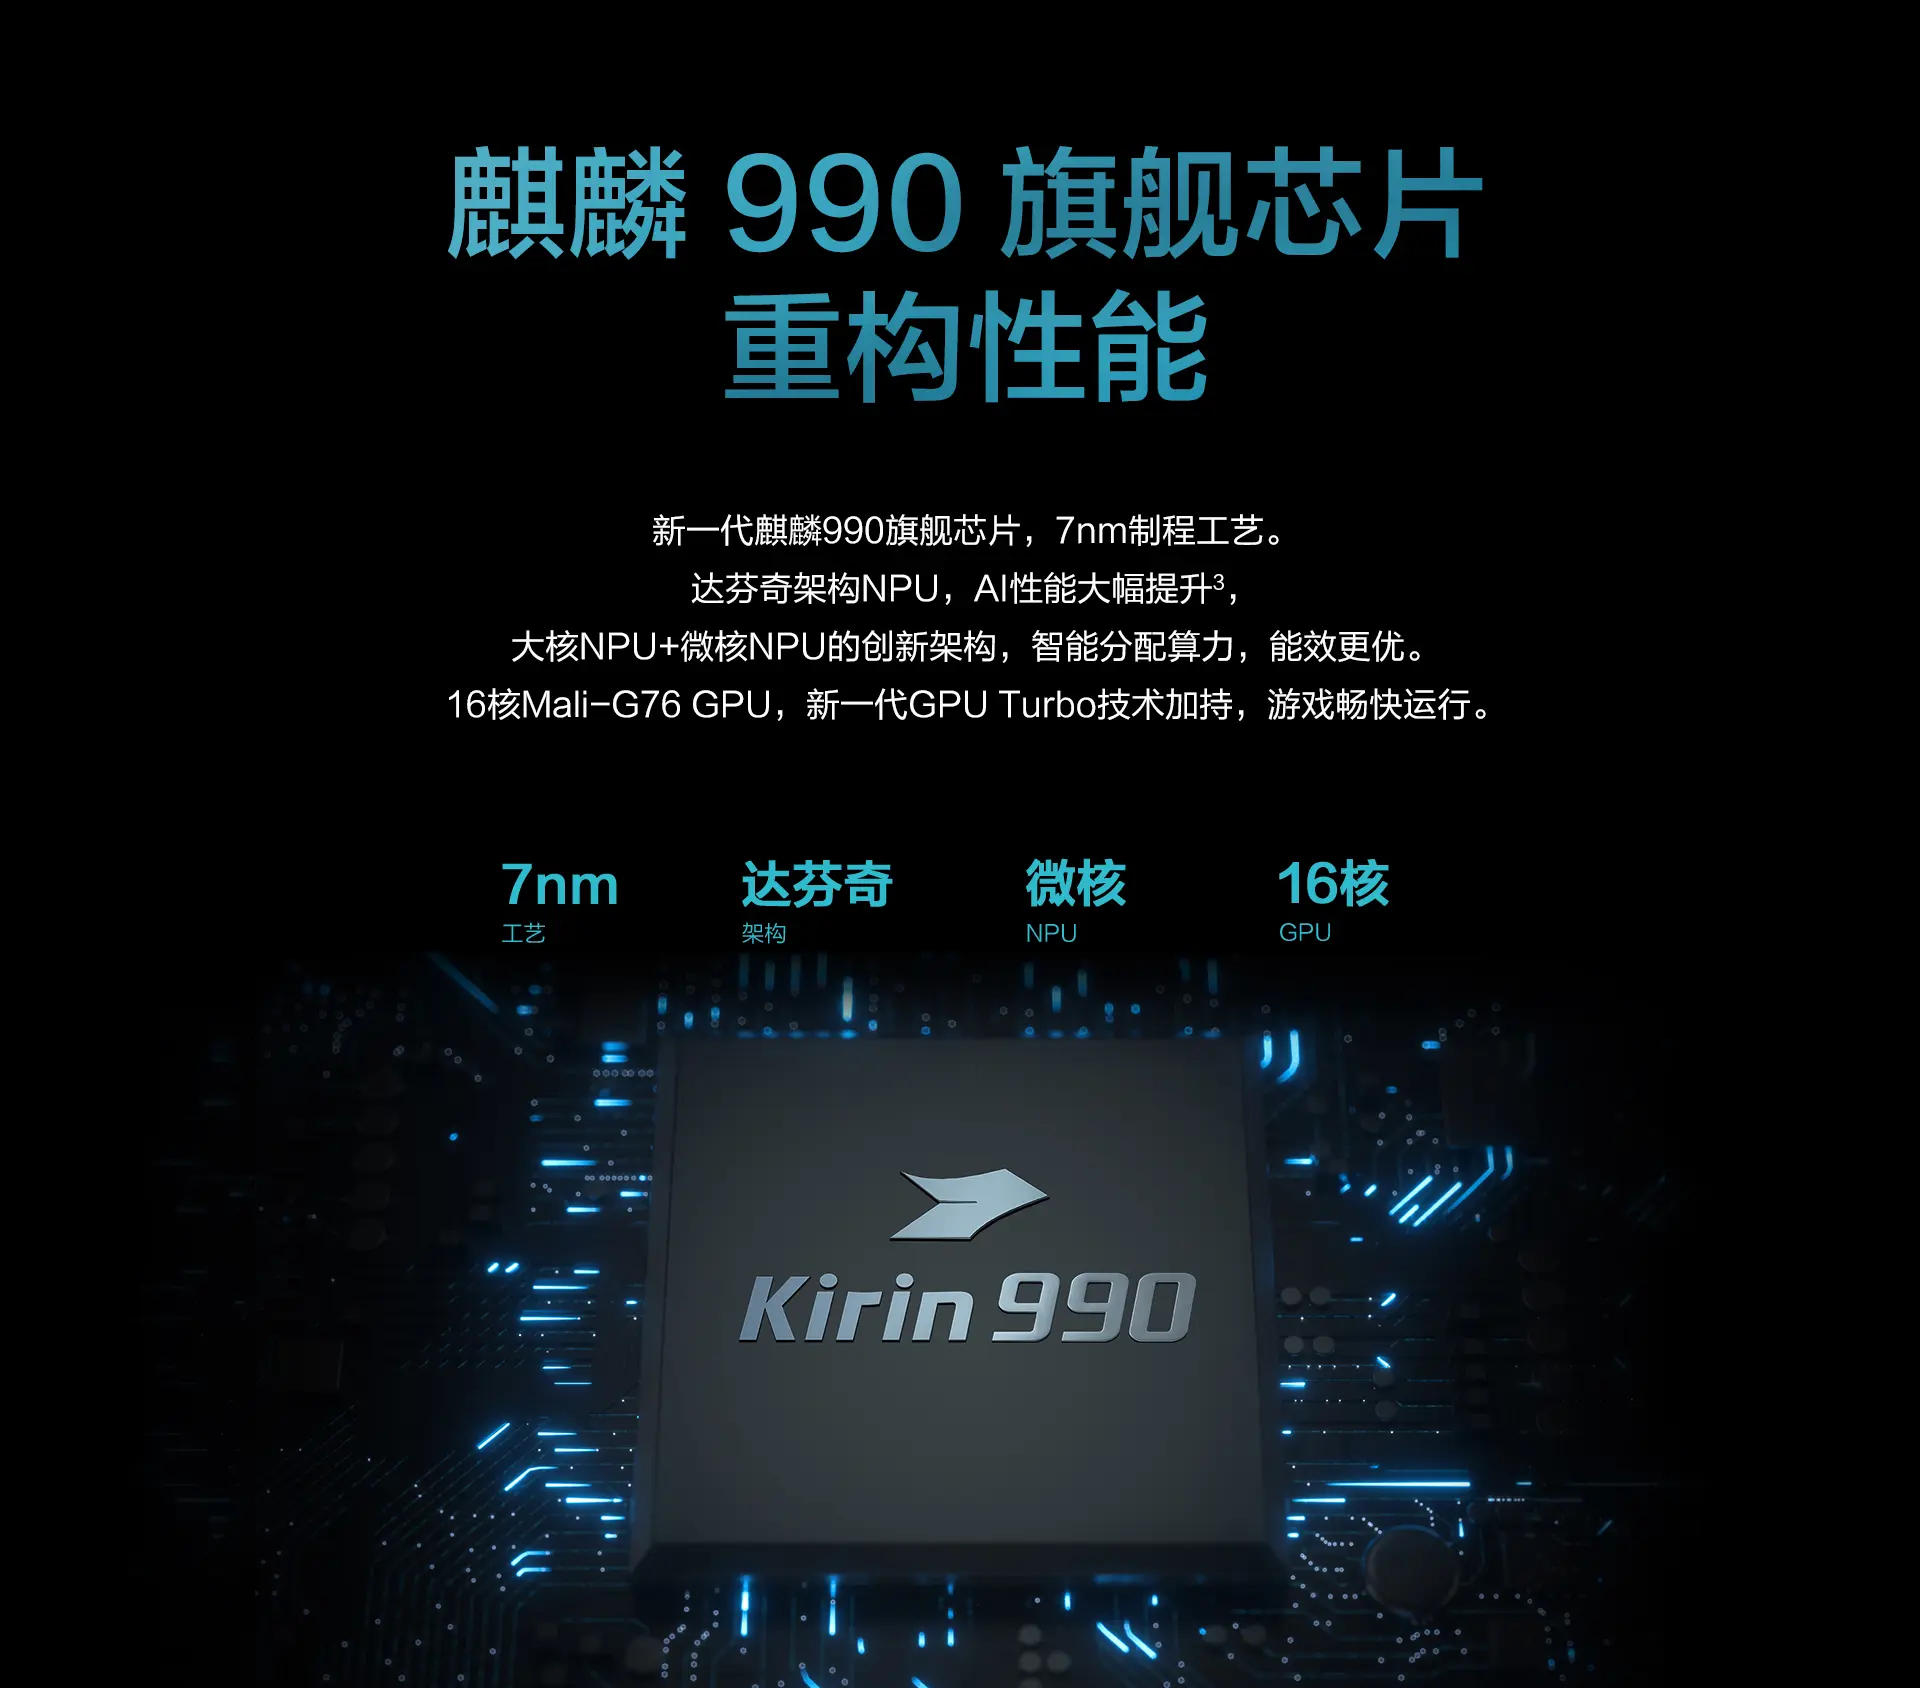 麒麟 990 旗舰芯片
重构性能
新一代麒麟990旗舰芯片，7nm制程工艺。
达芬奇架构NPU，AI性能大幅提升³，
大核NPU+微核NPU的创新架构，智能分配算力，能效更优。
16核Mali-G76 GPU，新一代GPU Turbo技术加持，游戏畅快运行。
7nm 达芬奇 微核 16核
工艺 架构 NPU GPU
Kirin 990